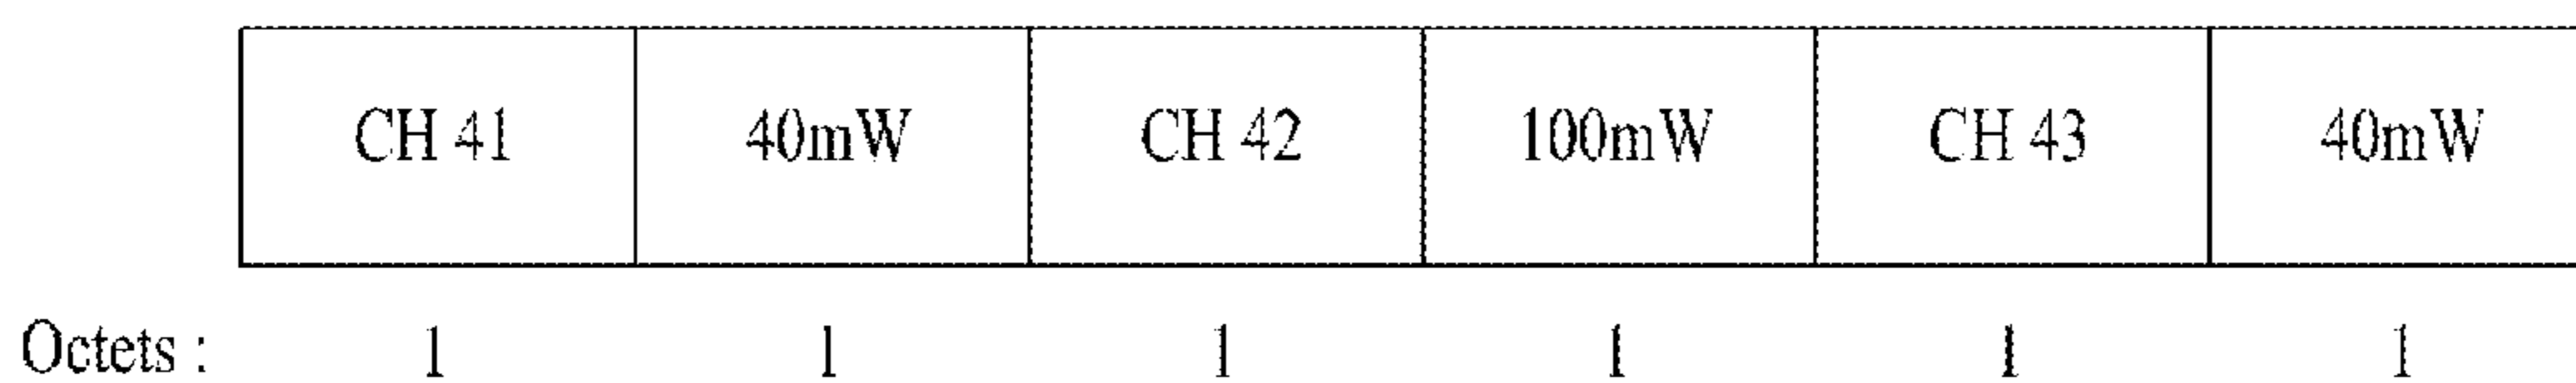 CH 41 40mW CH 42 100mW CH 43 40mW
Octets : 1 1 1 1 1 1